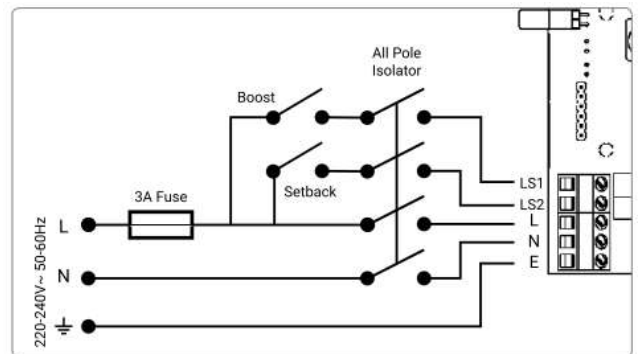 All Pole
Isolator
Boost
Setback
3A Fuse
LS1
LS2
L
N
E
L
N
220-240V~ 50-60Hz